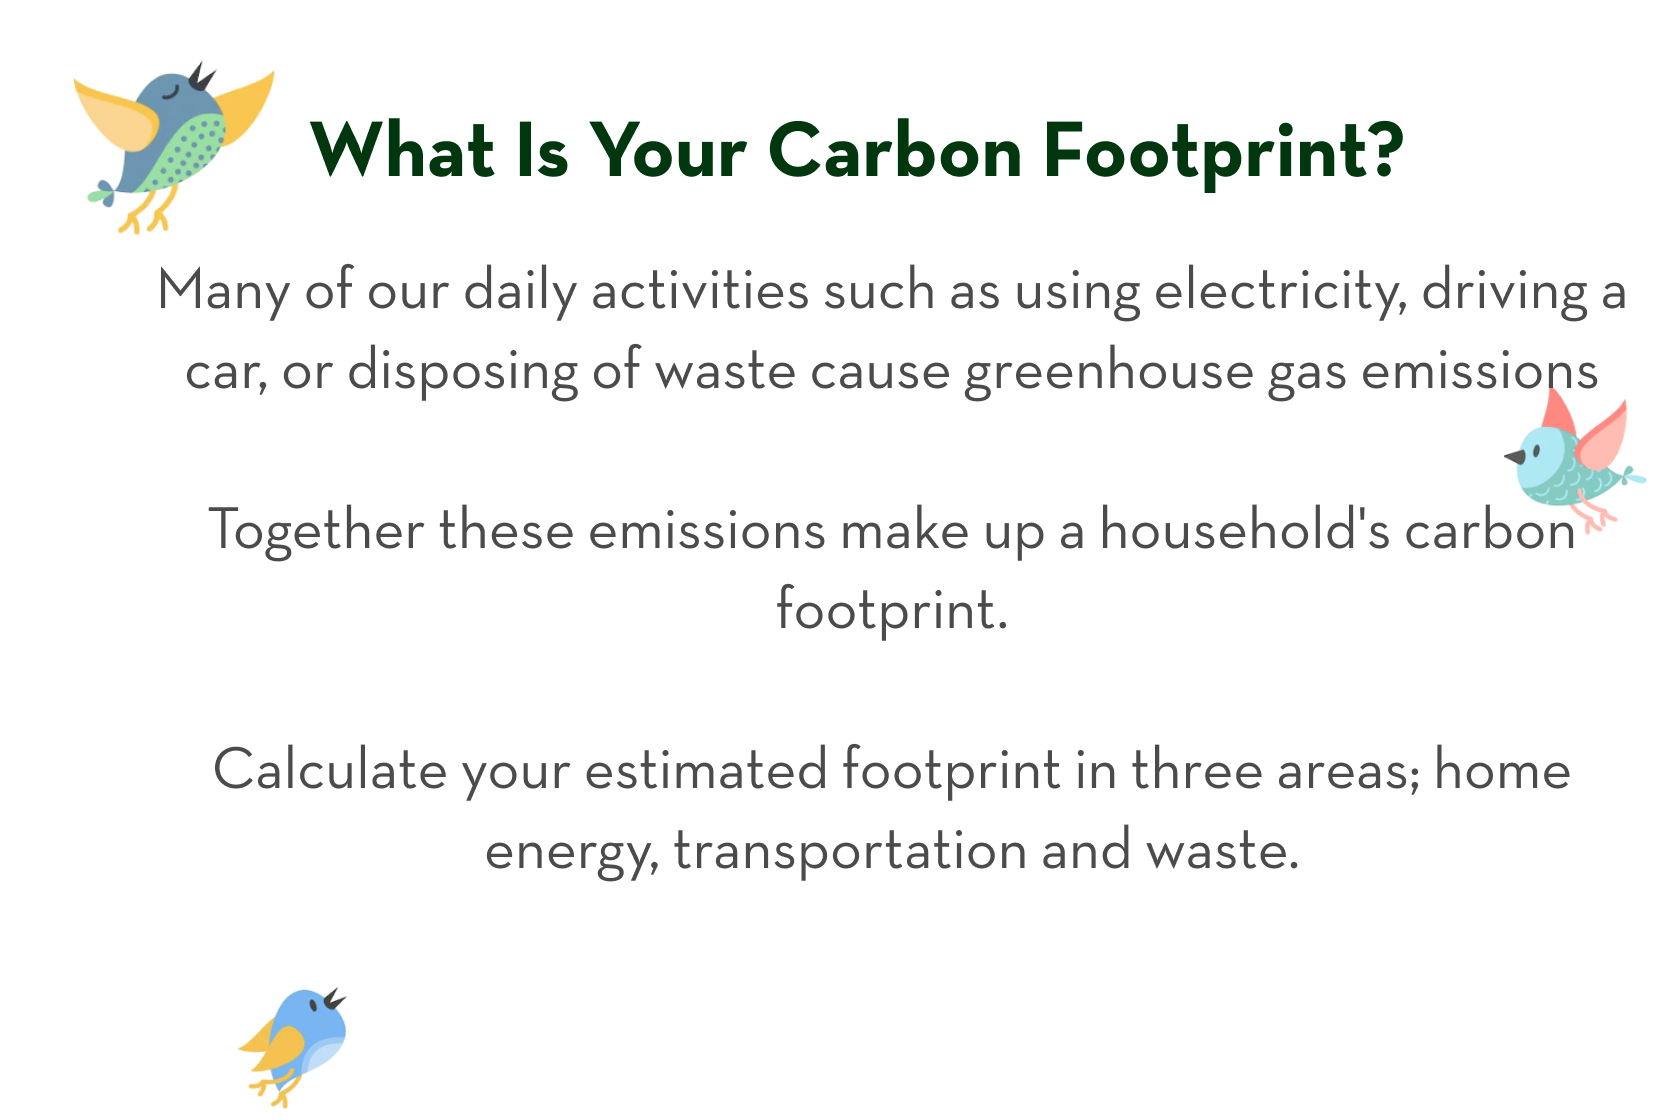 What Is Your Carbon Footprint?
Many of our daily activities such as using electricity, driving a
car, or disposing of waste cause greenhouse gas emissions
Together these emissions make up a household's carbon
footprint.
Calculate your estimated footprint in three areas; home
energy, transportation and waste.